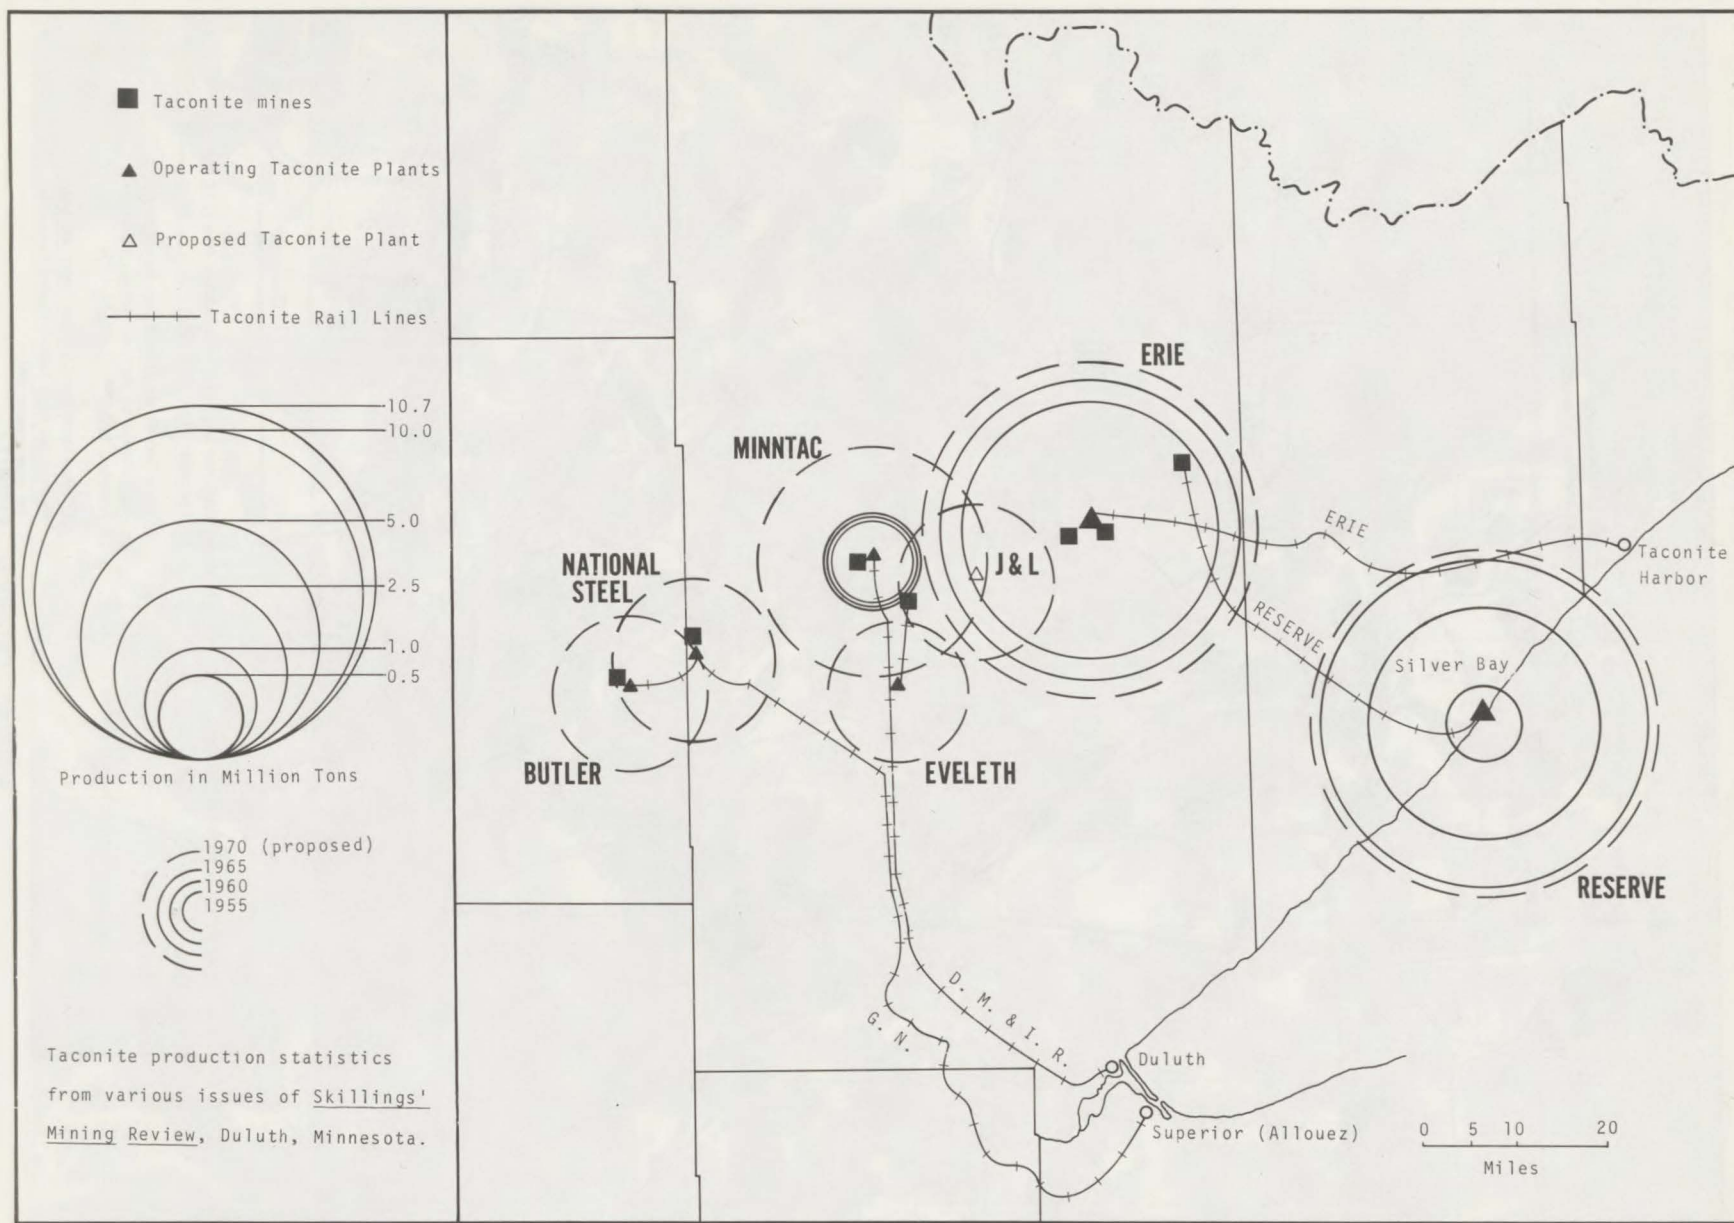 Taconite mines
Operating Taconite Plants
Proposed Taconite Plant
Taconite Rail Lines
10.7
10.0
5.0
2.5
1.0
0.5
Production in Million Tons
1970 (proposed)
1965
1960
1955
Taconite production statistics
from various issues of Skillings'
Mining Review, Duluth, Minnesota.
ERIE
MINNTAC
NATIONAL
STEEL
J & L
BUTLER
EVELETH
RESERVE
ERIE
RESERVE
Taconite
Harbor
Silver Bay
D. M. & I. R.
G. N.
Duluth
Superior (Allouez)
0 5 10 20
Miles